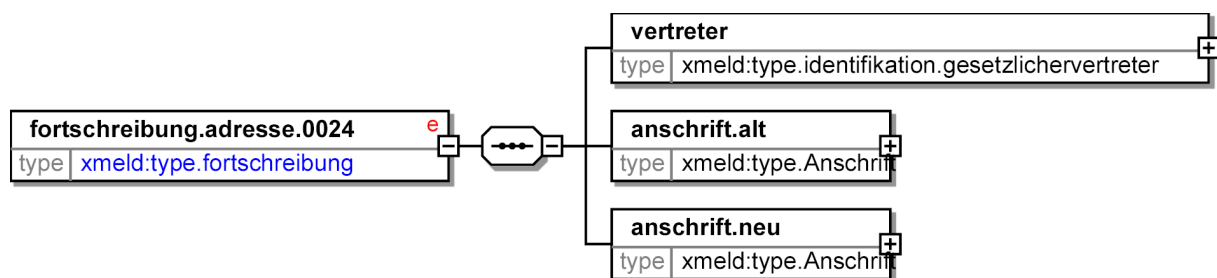 vertreter
type xmeld:type.identifikation.gesetzlichervertreter
fortschreibung.adresse.0024 e
type xmeld:type.fortschreibung
anschrift.alt
type xmeld:type.Anschrift
anschrift.neu
type xmeld:type.Anschrift